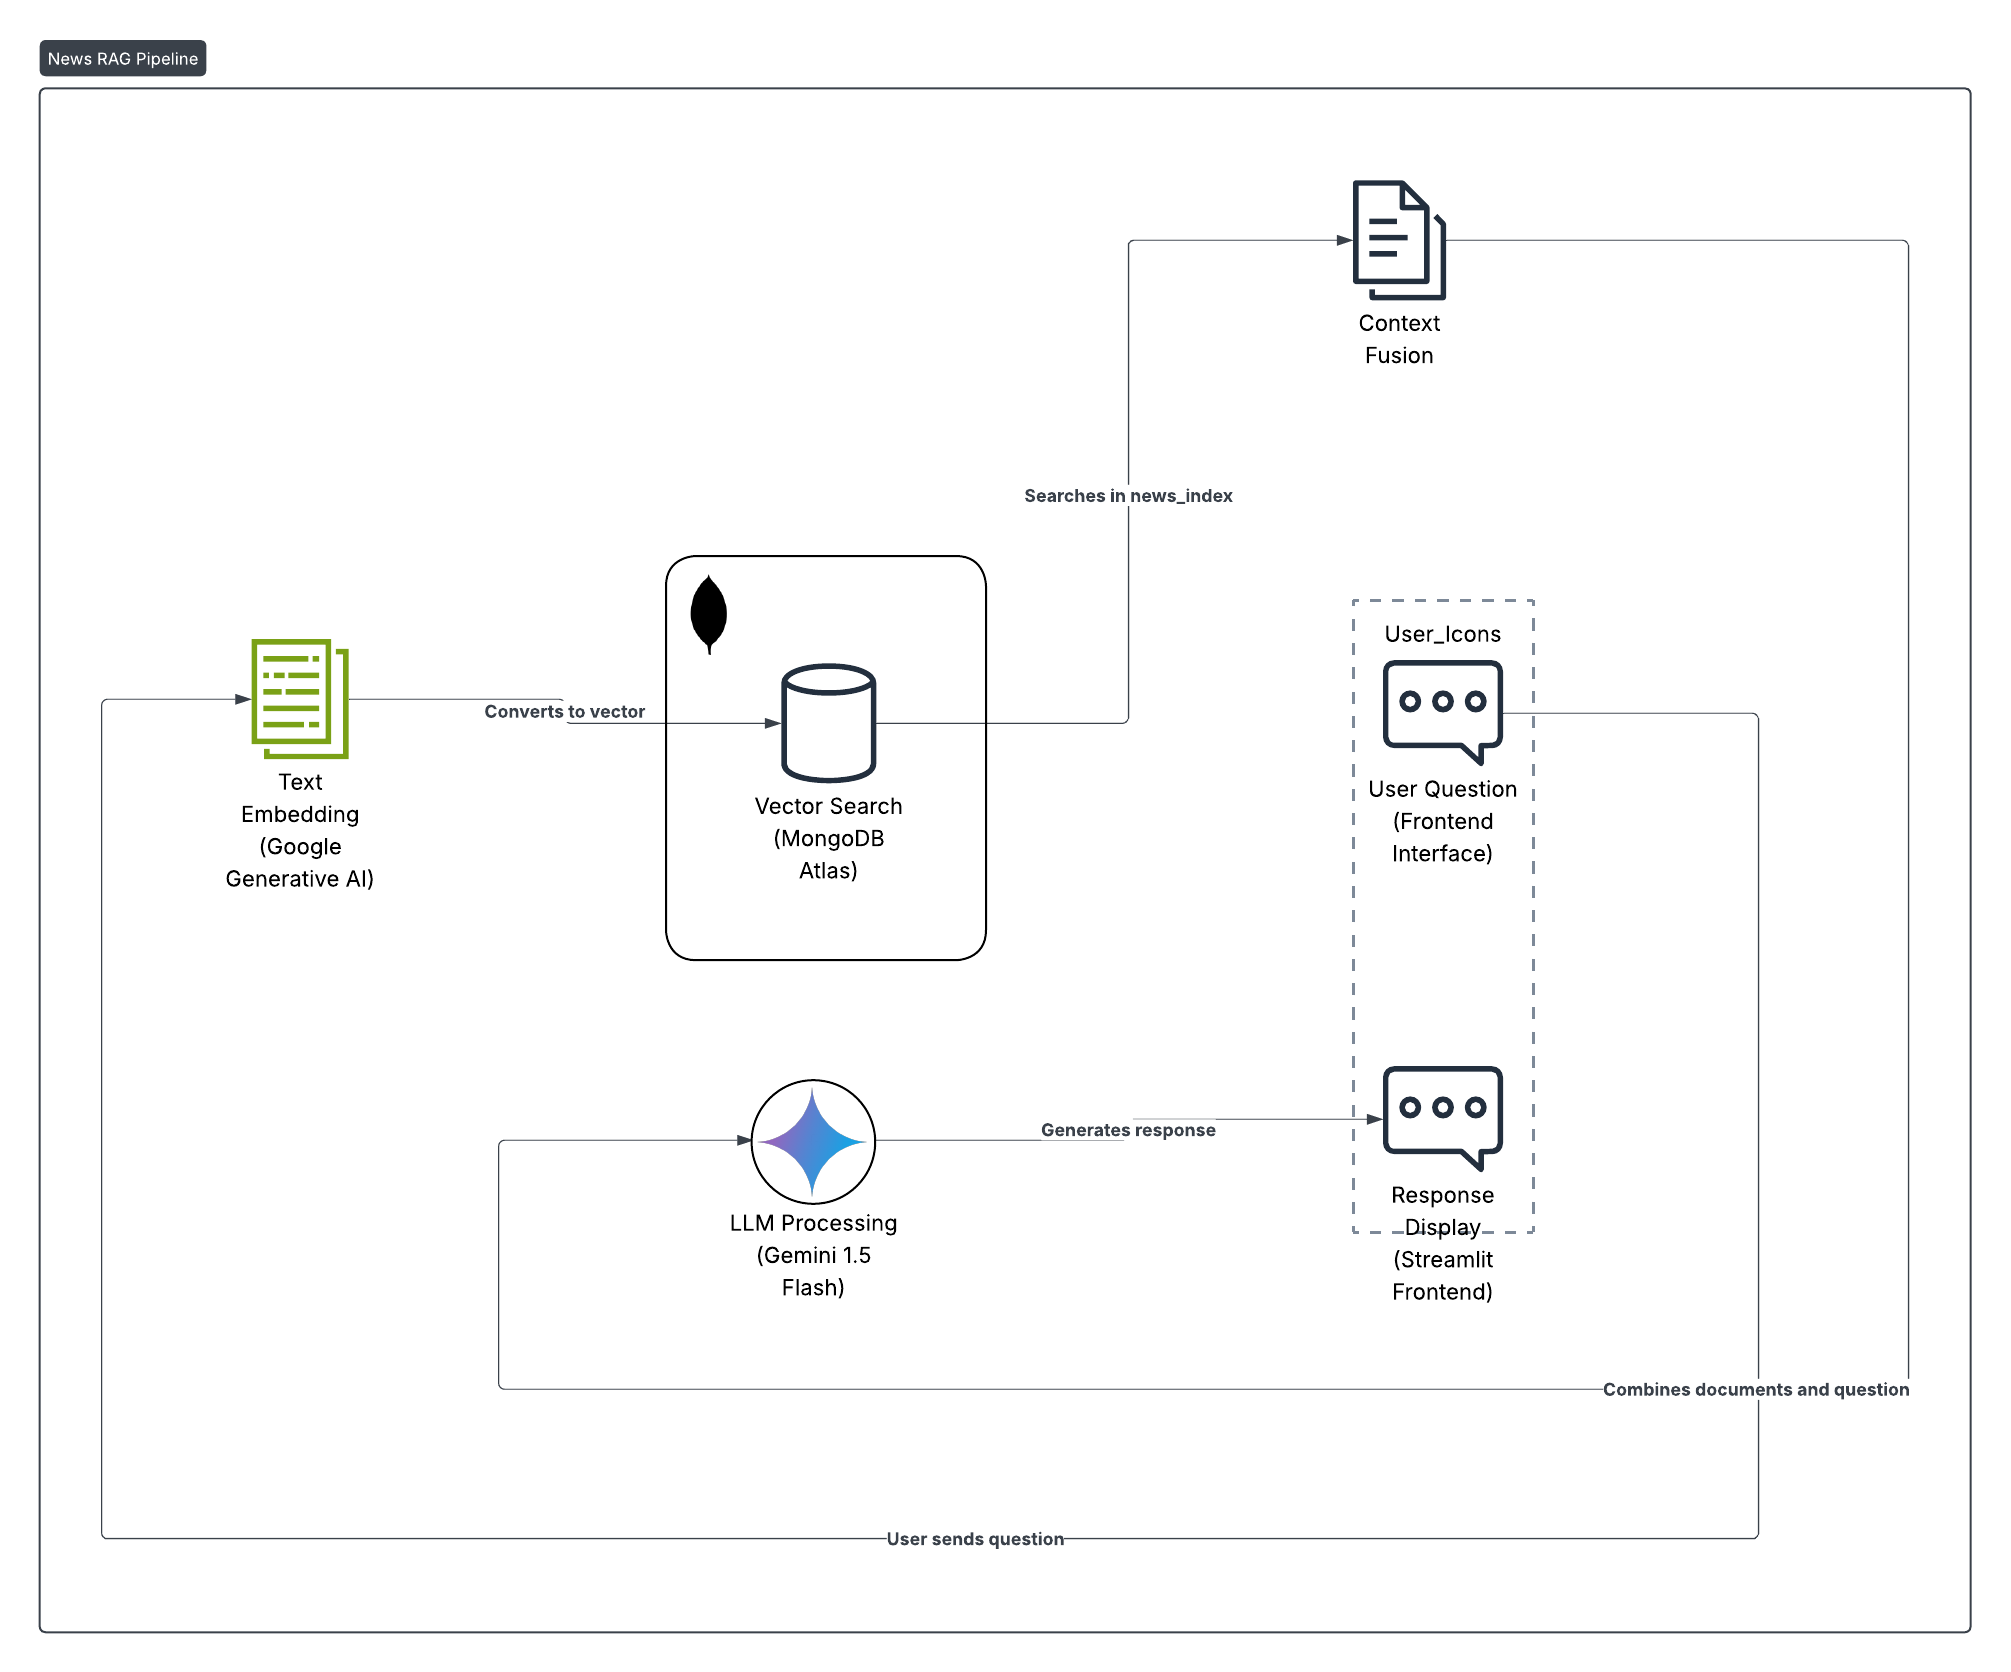 News RAG Pipeline
Context
Fusion
Searches in news_index
User_Icons
Converts to vector
Text
Embedding
(Google
Generative AI)
Vector Search
(MongoDB
Atlas)
User Question
(Frontend
Interface)
Generates response
LLM Processing
(Gemini 1.5
Flash)
Response
Display
(Streamlit
Frontend)
Combines documents and question
User sends question